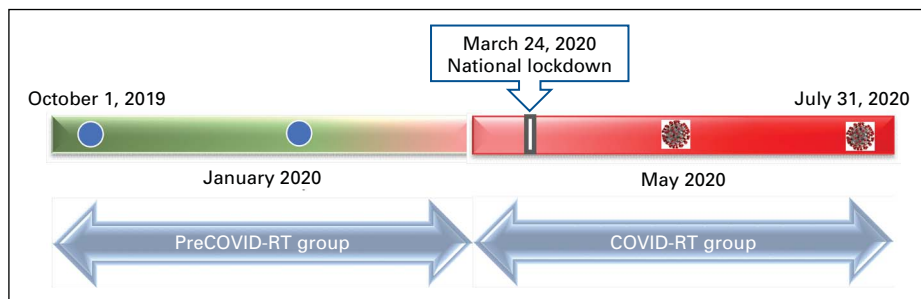 March 24, 2020
National lockdown
October 1, 2019
July 31, 2020
January 2020
May 2020
PreCOVID-RT group
COVID-RT group